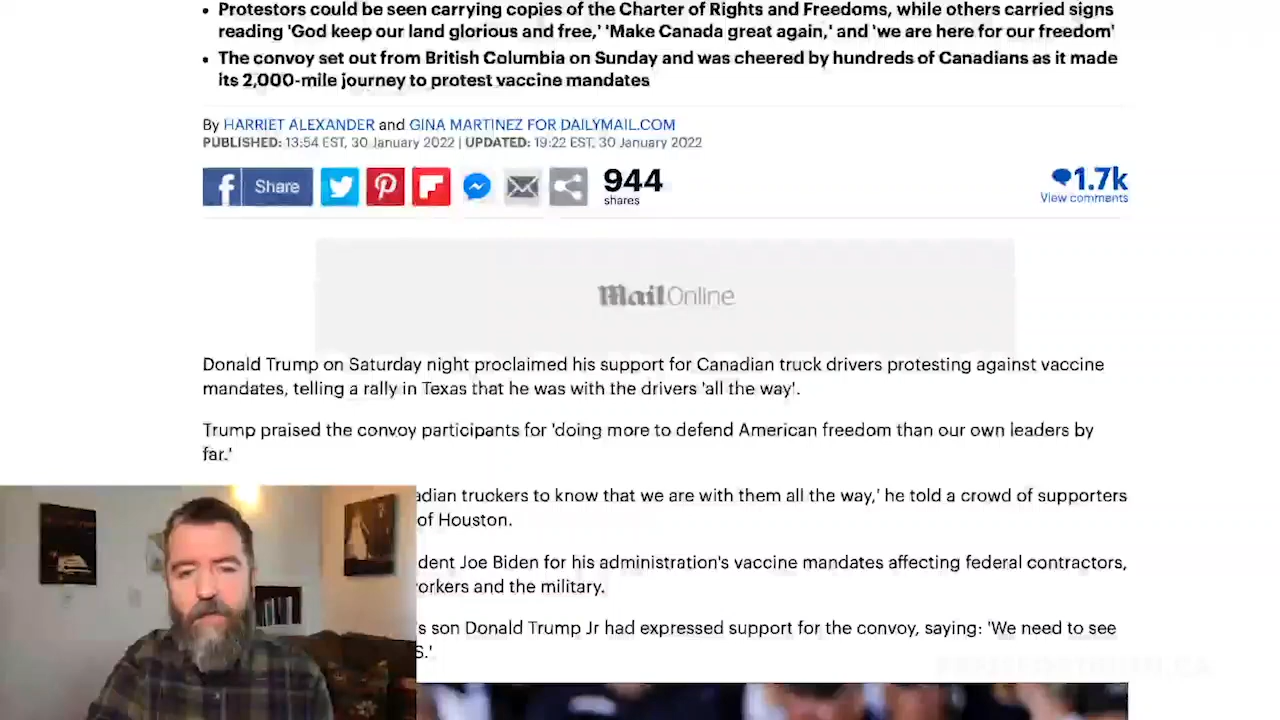 Protestors could be seen carrying copies of the Charter of Rights and Freedoms, while others carried signs
reading 'God keep our land glorious and free,' 'Make Canada great again,' and 'we are here for our freedom'
The convoy set out from British Columbia on Sunday and was cheered by hundreds of Canadians as it made
its 2,000-mile journey to protest vaccine mandates
By HARRIET ALEXANDER and GINA MARTINEZ FOR DAILYMAIL.COM
PUBLISHED: 13:54 EST, 30 January 2022 | UPDATED: 19:22 EST, 30 January 2022
Share
944
shares
1.7k
View comments
MailOnline
Donald Trump on Saturday night proclaimed his support for Canadian truck drivers protesting against vaccine
mandates, telling a rally in Texas that he was with the drivers 'all the way'.
Trump praised the convoy participants for 'doing more to defend American freedom than our own leaders by
far.'
adian truckers to know that we are with them all the way,' he told a crowd of supporters
of Houston.
dent Joe Biden for his administration's vaccine mandates affecting federal contractors,
orkers and the military.
's son Donald Trump Jr had expressed support for the convoy, saying: 'We need to see
S.'